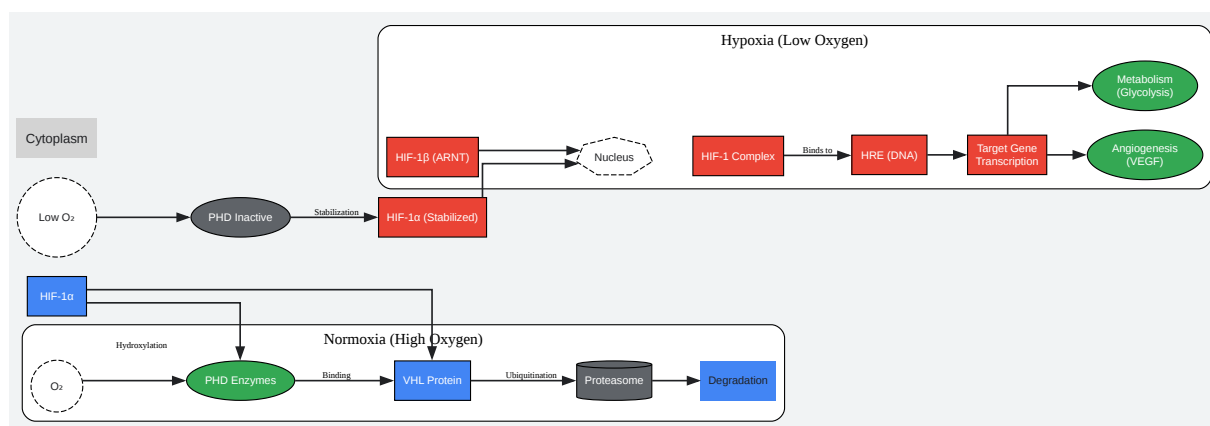 Hypoxia (Low Oxygen)
Metabolism
(Glycolysis)
Cytoplasm
HIF-1β (ARNT)
Nucleus
HIF-1 Complex
Binds to
HRE (DNA)
Target Gene
Transcription
Angiogenesis
(VEGF)
Low O₂
PHD Inactive
Stabilization
HIF-1α (Stabilized)
HIF-1α
Normoxia (High Oxygen)
Hydroxylation
O₂
PHD Enzymes
Binding
VHL Protein
Ubiquitination
Proteasome
Degradation